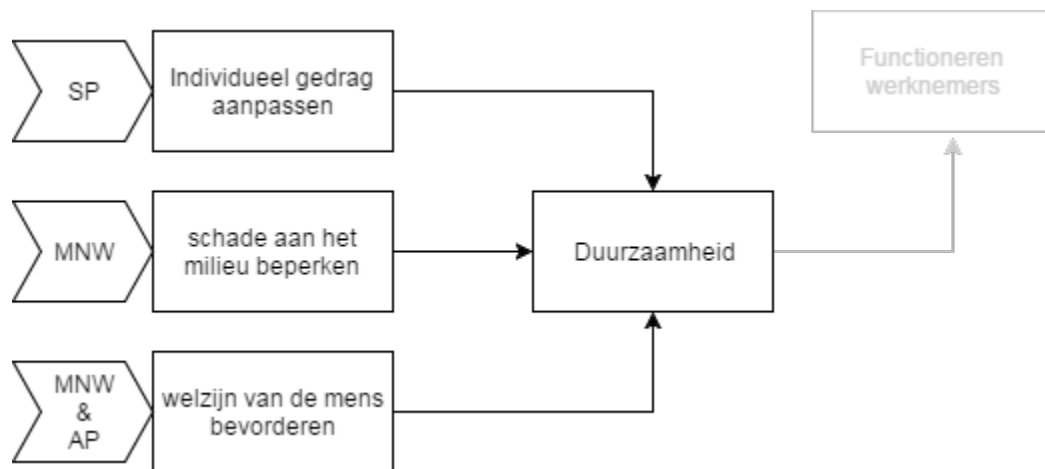 SP
Individueel gedrag
aanpassen
Functioneren
werknemers
MNW
schade aan het
milieu beperken
Duurzaamheid
MNW
&
AP
welzijn van de mens
bevorderen